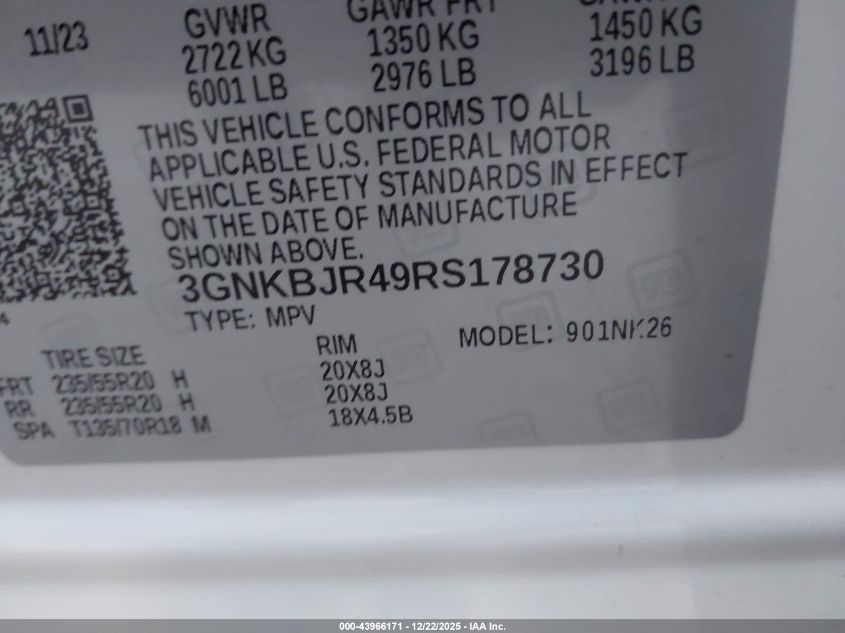 11/23 GVWR GAWR FRT
2722 KG 1350 KG 1450 KG
6001 LB 2976 LB 3196 LB
THIS VEHICLE CONFORMS TO ALL
APPLICABLE U.S. FEDERAL MOTOR
VEHICLE SAFETY STANDARDS IN EFFECT
ON THE DATE OF MANUFACTURE
SHOWN ABOVE.
3GNKBJR49RS178730
4
TYPE: MPV MODEL: 901NK26
TIRE SIZE RIM
FRT 235/55R20 H 20X8J
RR 235/55R20 H 20X8J
SPA T135/70R18 M 18X4.5B
000-43966171 - 12/22/2025 - IAA Inc.